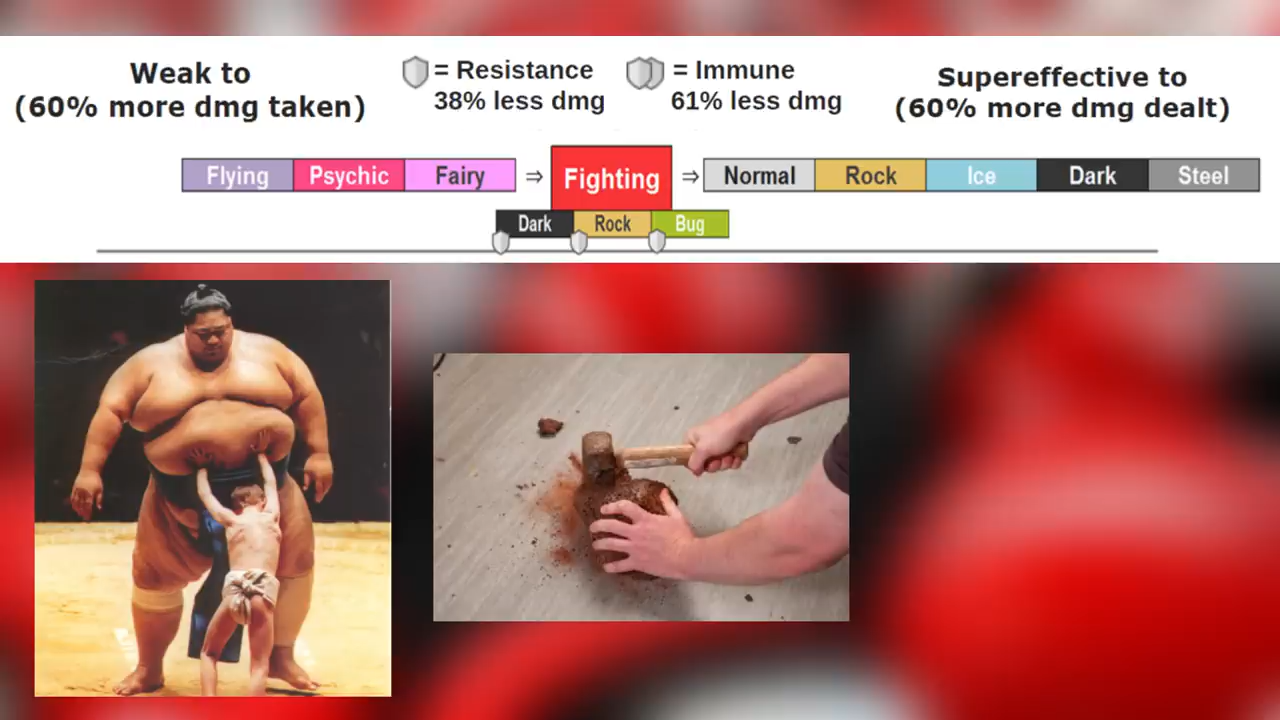 Weak to
(60% more dmg taken)
= Resistance
38% less dmg
= Immune
61% less dmg
Supereffective to
(60% more dmg dealt)
Flying Psychic Fairy ⇒ Fighting ⇒ Normal Rock Ice Dark Steel
Dark Rock Bug